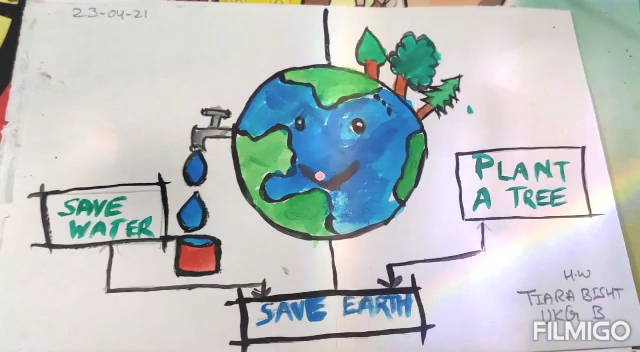 23-04-21
SAVE
WATER
PLANT
A TREE
SAVE EARTH
H.W
TIARA BISHT
UKG B
FILMIGO